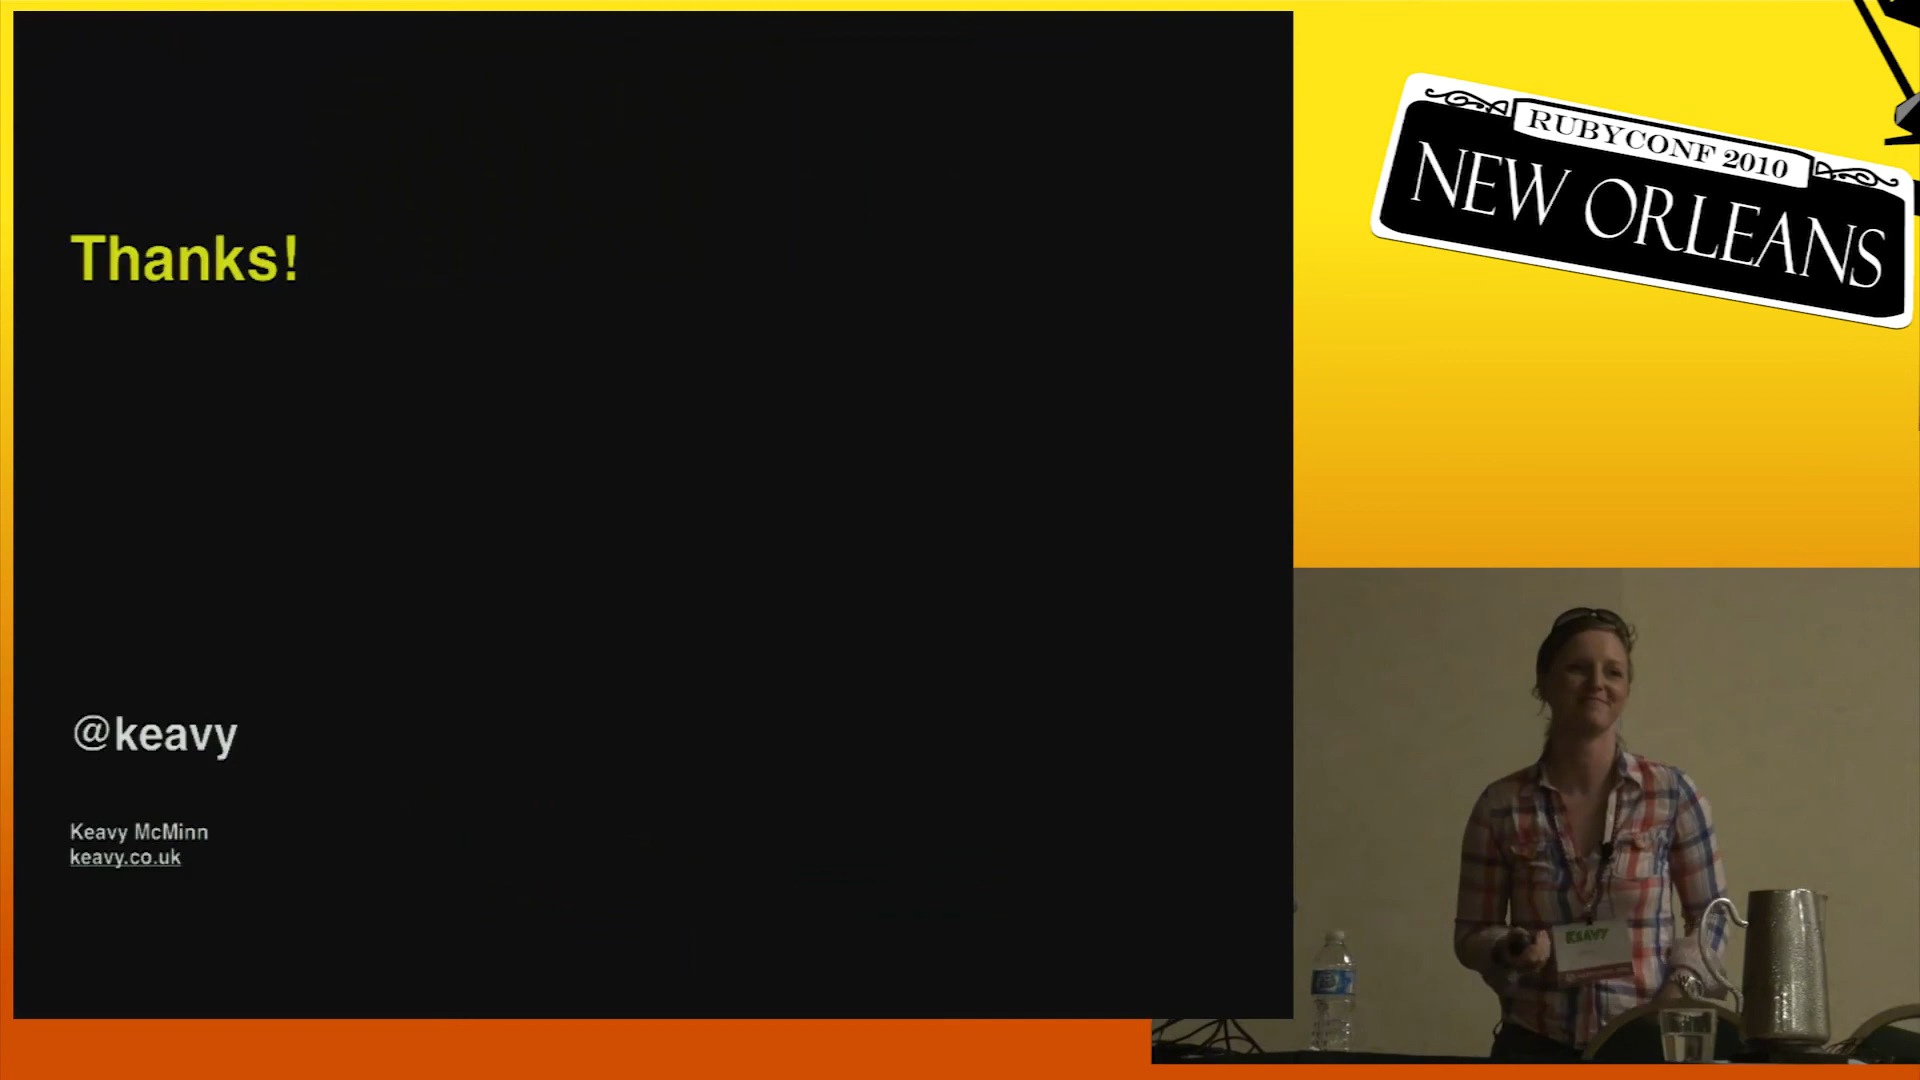 Thanks!
@keavy
Keavy McMinn
keavy.co.uk
RUBYCONF 2010
NEW ORLEANS
KEAVY